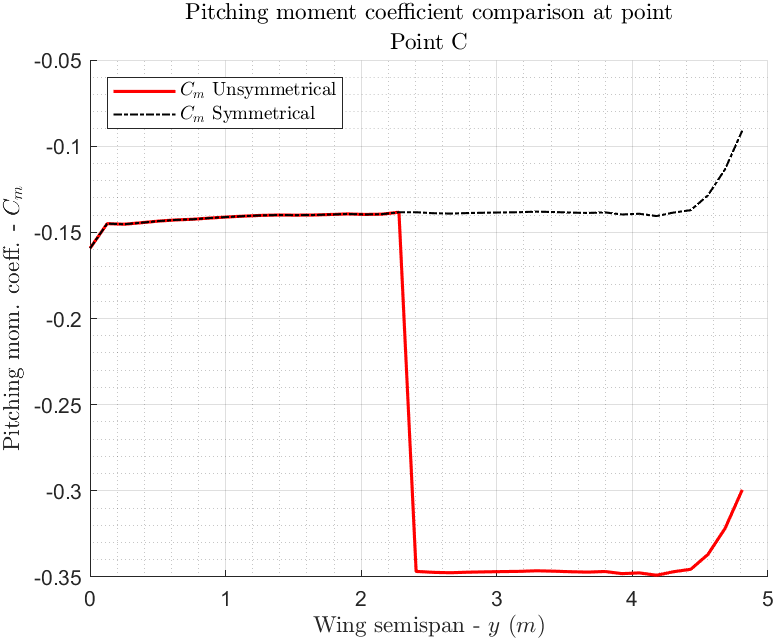 Pitching moment coefficient comparison at point
Point C
C_m Unsymmetrical
C_m Symmetrical
Pitching mom. coeff. - C_m
-0.05
-0.1
-0.15
-0.2
-0.25
-0.3
-0.35
0 1 2 3 4 5
Wing semispan - y (m)